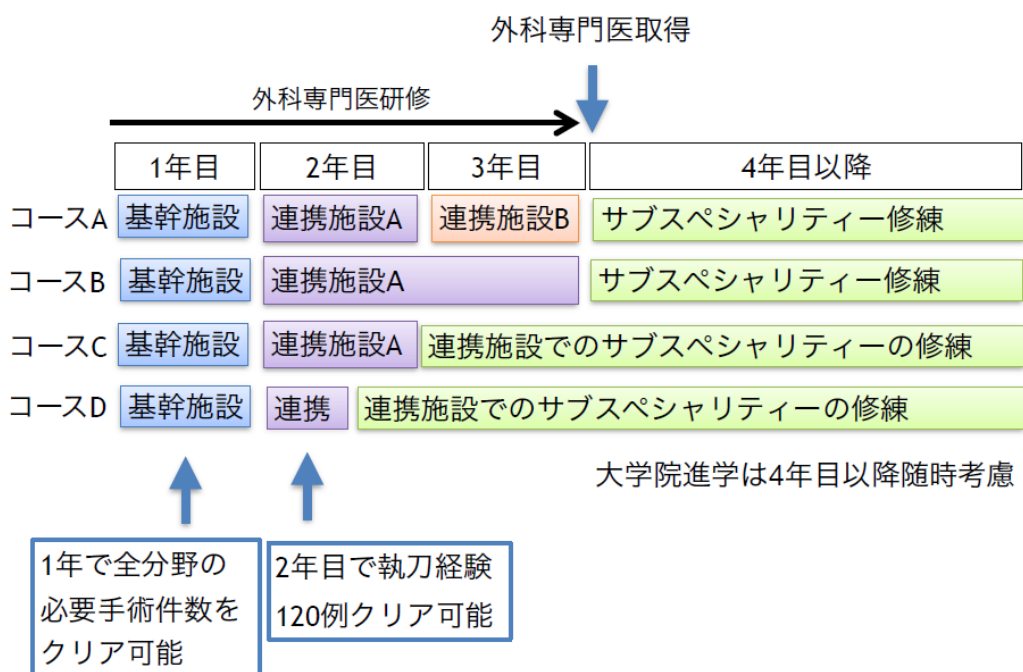 外科専門医取得
外科専門医研修
1年目 2年目 3年目 4年目以降
コースA 基幹施設 連携施設A 連携施設B サブスペシャリティー修練
コースB 基幹施設 連携施設A サブスペシャリティー修練
コースC 基幹施設 連携施設A 連携施設でのサブスペシャリティーの修練
コースD 基幹施設 連携 連携施設でのサブスペシャリティーの修練
大学院進学は4年目以降随時考慮
1年で全分野の
必要手術件数を
クリア可能
2年目で執刀経験
120例クリア可能